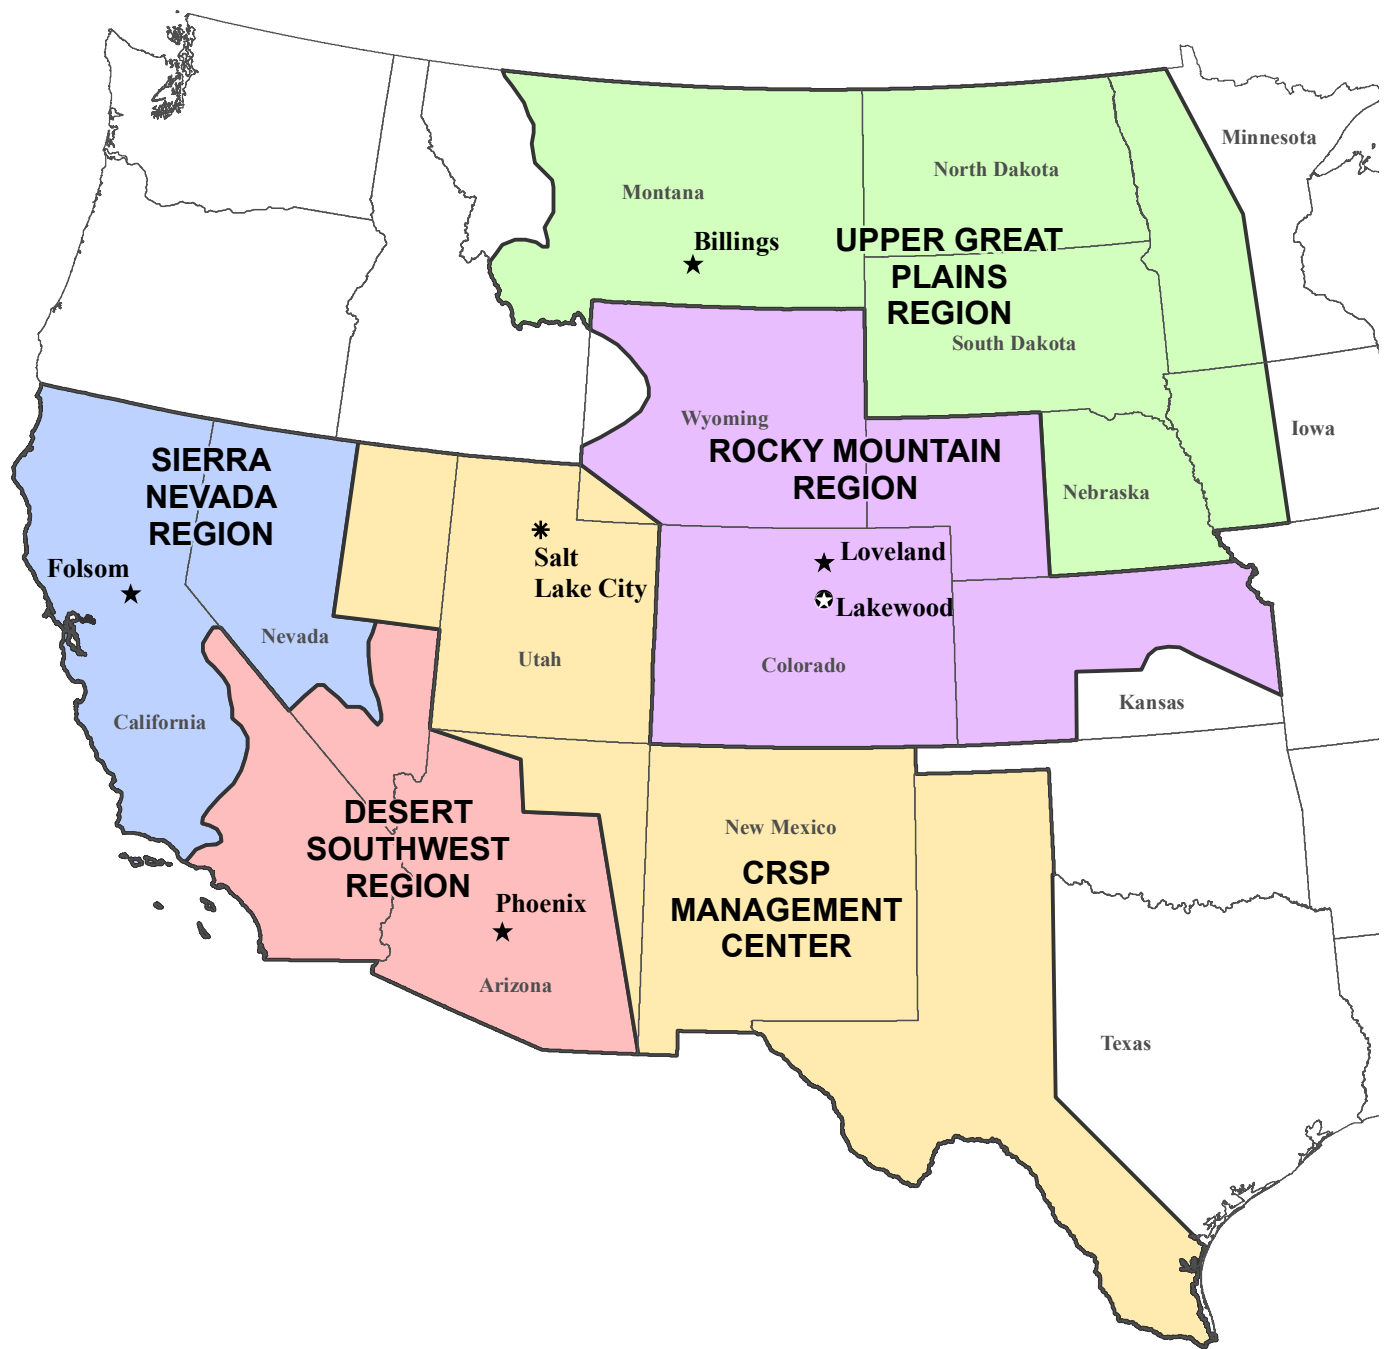 Minnesota
North Dakota
Montana
Billings
UPPER GREAT
PLAINS
REGION
South Dakota
Wyoming
Iowa
ROCKY MOUNTAIN
REGION
SIERRA
NEVADA
REGION
Nebraska
Salt
Lake City
Loveland
Folsom
Lakewood
Nevada
Utah
Colorado
Kansas
California
DESERT
SOUTHWEST
REGION
New Mexico
CRSP
MANAGEMENT
CENTER
Phoenix
Arizona
Texas